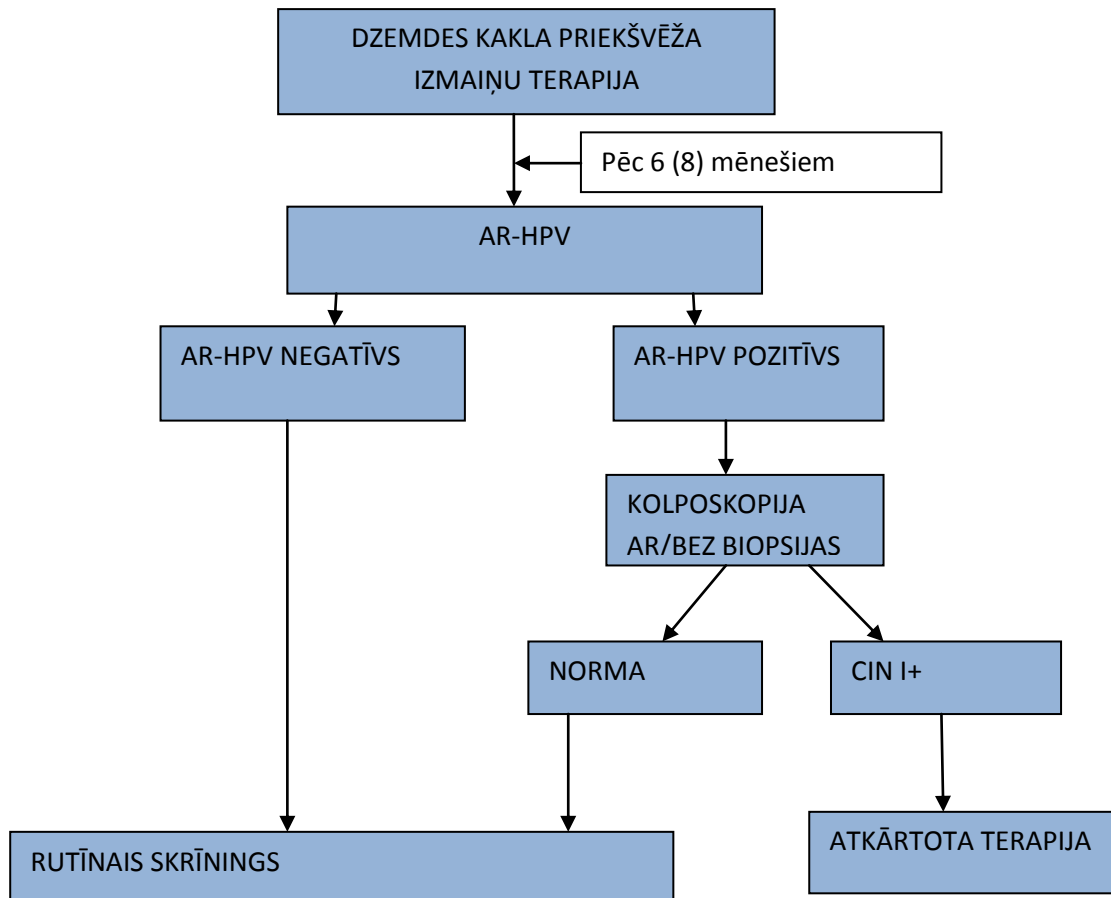 DZEMDES KAKLA PRIEKŠVĒŽA
IZMAIŅU TERAPIJA
Pēc 6 (8) mēnešiem
AR-HPV
AR-HPV NEGATĪVS
AR-HPV POZITĪVS
KOLPOSKOPIJA
AR/BEZ BIOPSIJAS
NORMA
CIN I+
RUTĪNAIS SKRĪNINGS
ATKĀRTOTA TERAPIJA